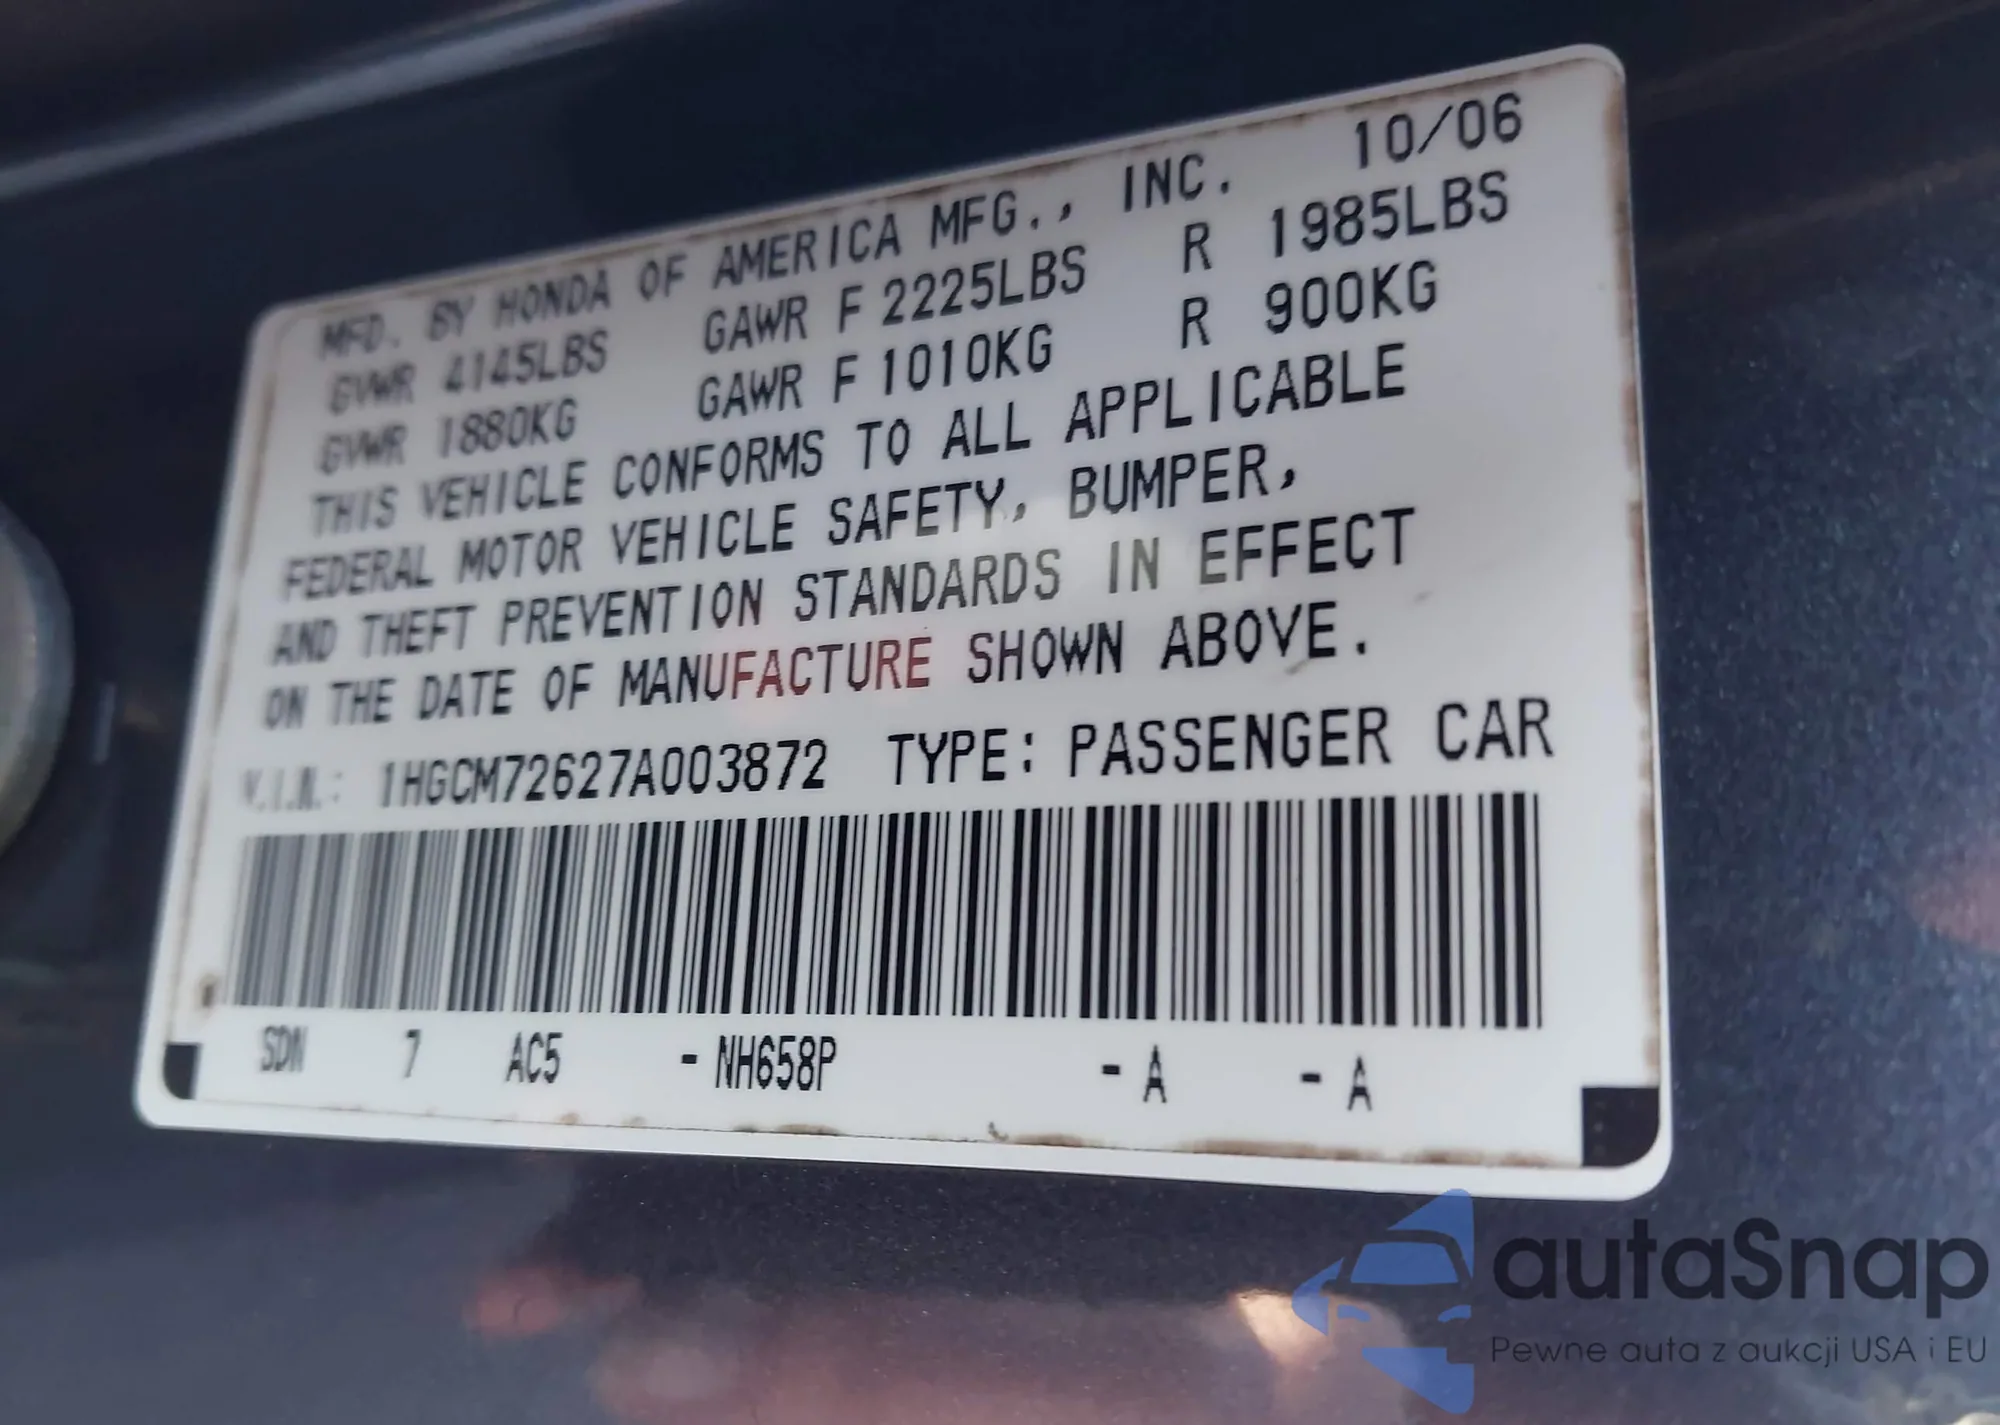 MFD. BY HONDA OF AMERICA MFG., INC. 10/06
GVWR 4145LBS GAWR F 2225LBS R 1985LBS
GVWR 1880KG GAWR F 1010KG R 900KG
THIS VEHICLE CONFORMS TO ALL APPLICABLE
FEDERAL MOTOR VEHICLE SAFETY, BUMPER,
AND THEFT PREVENTION STANDARDS IN EFFECT
ON THE DATE OF MANUFACTURE SHOWN ABOVE.
V.I.N.: 1HGCM72627A003872 TYPE: PASSENGER CAR
SDN 7 AC5 - NH658P - A - A
autaSnap
Pewne auta z aukcji USA i EU